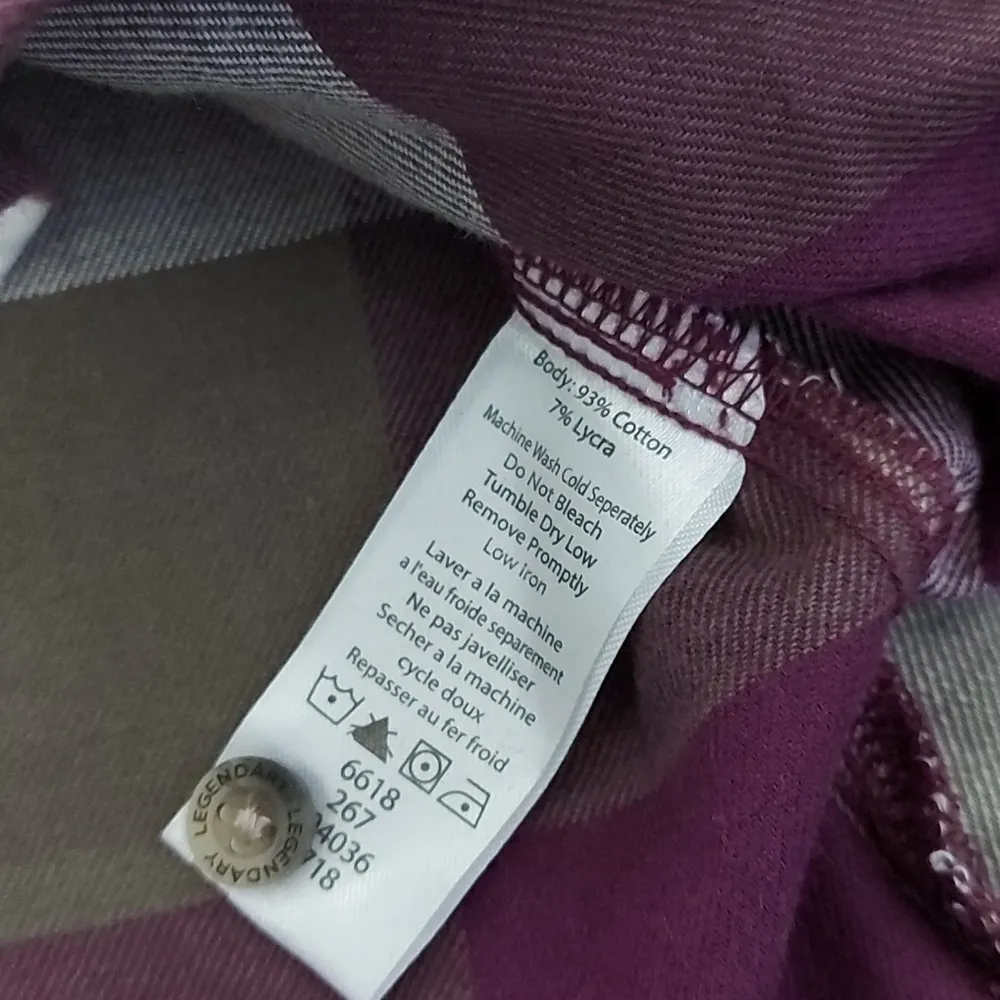 Body: 93% Cotton
7% Lycra
Machine Wash Cold Seperately
Do Not Bleach
Tumble Dry Low
Remove Promptly
Low iron
Laver a la machine
a l'eau froide separement
Ne pas javelliser
Secher a la machine
cycle doux
Repasser au fer froid
6618
267
4036
718
LEGENDARY LEGENDARY